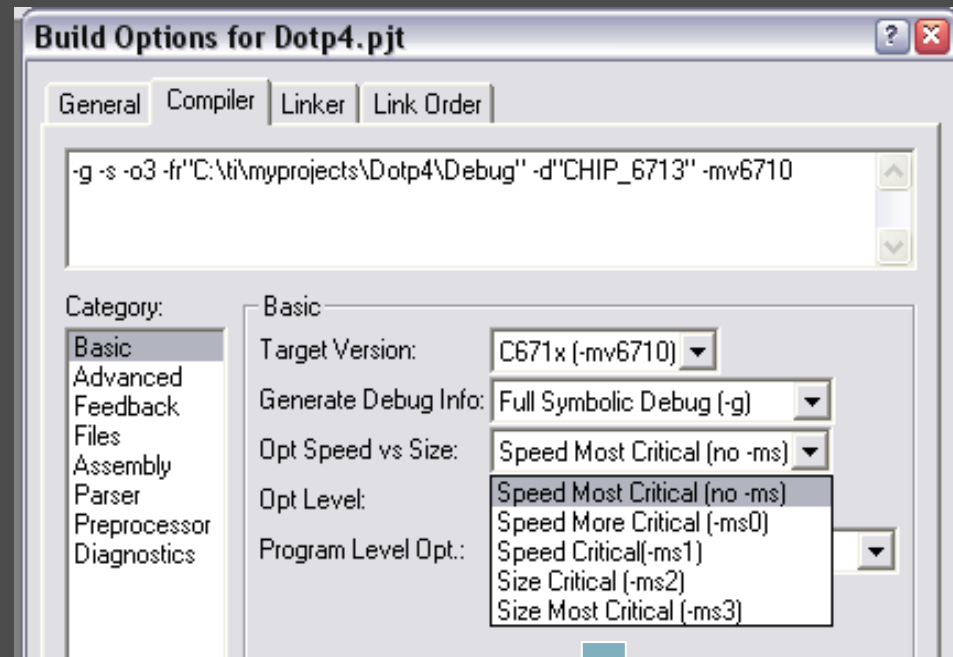 Build Options for Dotp4.pjt
General Compiler Linker Link Order
-g -s -o3 -fr"C:\ti\myprojects\Dotp4\Debug" -d"CHIP_6713" -mv6710
Category:
Basic
Advanced
Feedback
Files
Assembly
Parser
Preprocessor
Diagnostics
Basic
Target Version: C671x (-mv6710)
Generate Debug Info: Full Symbolic Debug (-g)
Opt Speed vs Size: Speed Most Critical (no -ms)
Speed Most Critical (no -ms)
Speed More Critical (-ms0)
Speed Critical(-ms1)
Size Critical (-ms2)
Size Most Critical (-ms3)
Opt Level:
Program Level Opt.: